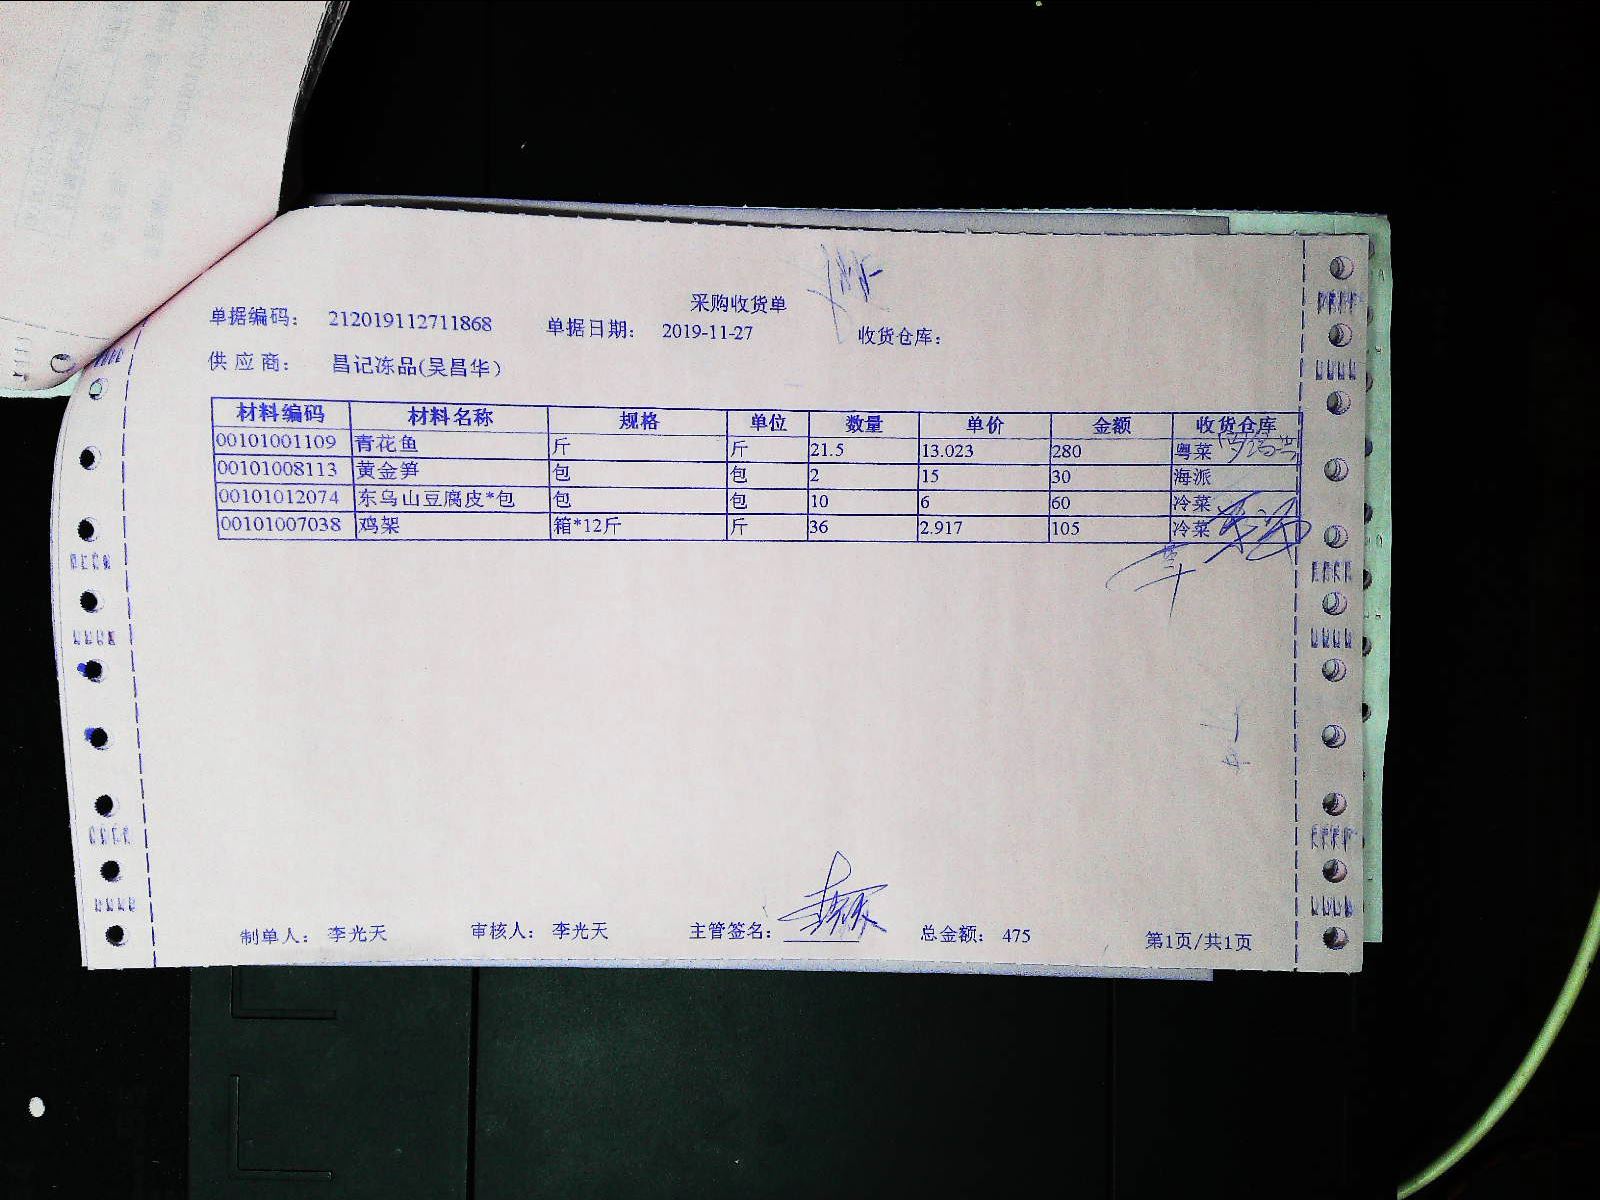 采购收货单
单据编码： 212019112711868 单据日期： 2019-11-27 收货仓库：
供应商： 昌记冻品(吴昌华)
材料编码 材料名称 规格 单位 数量 单价 金额 收货仓库
00101001109 青花鱼 斤 斤 21.5 13.023 280 粤菜
00101008113 黄金笋 包 包 2 15 30 海派
00101012074 东乌山豆腐皮*包 包 包 10 6 60 冷菜
00101007038 鸡架 箱*12斤 斤 36 2.917 105 冷菜
制单人： 李光天 审核人： 李光天 主管签名： 总金额： 475 第1页/共1页